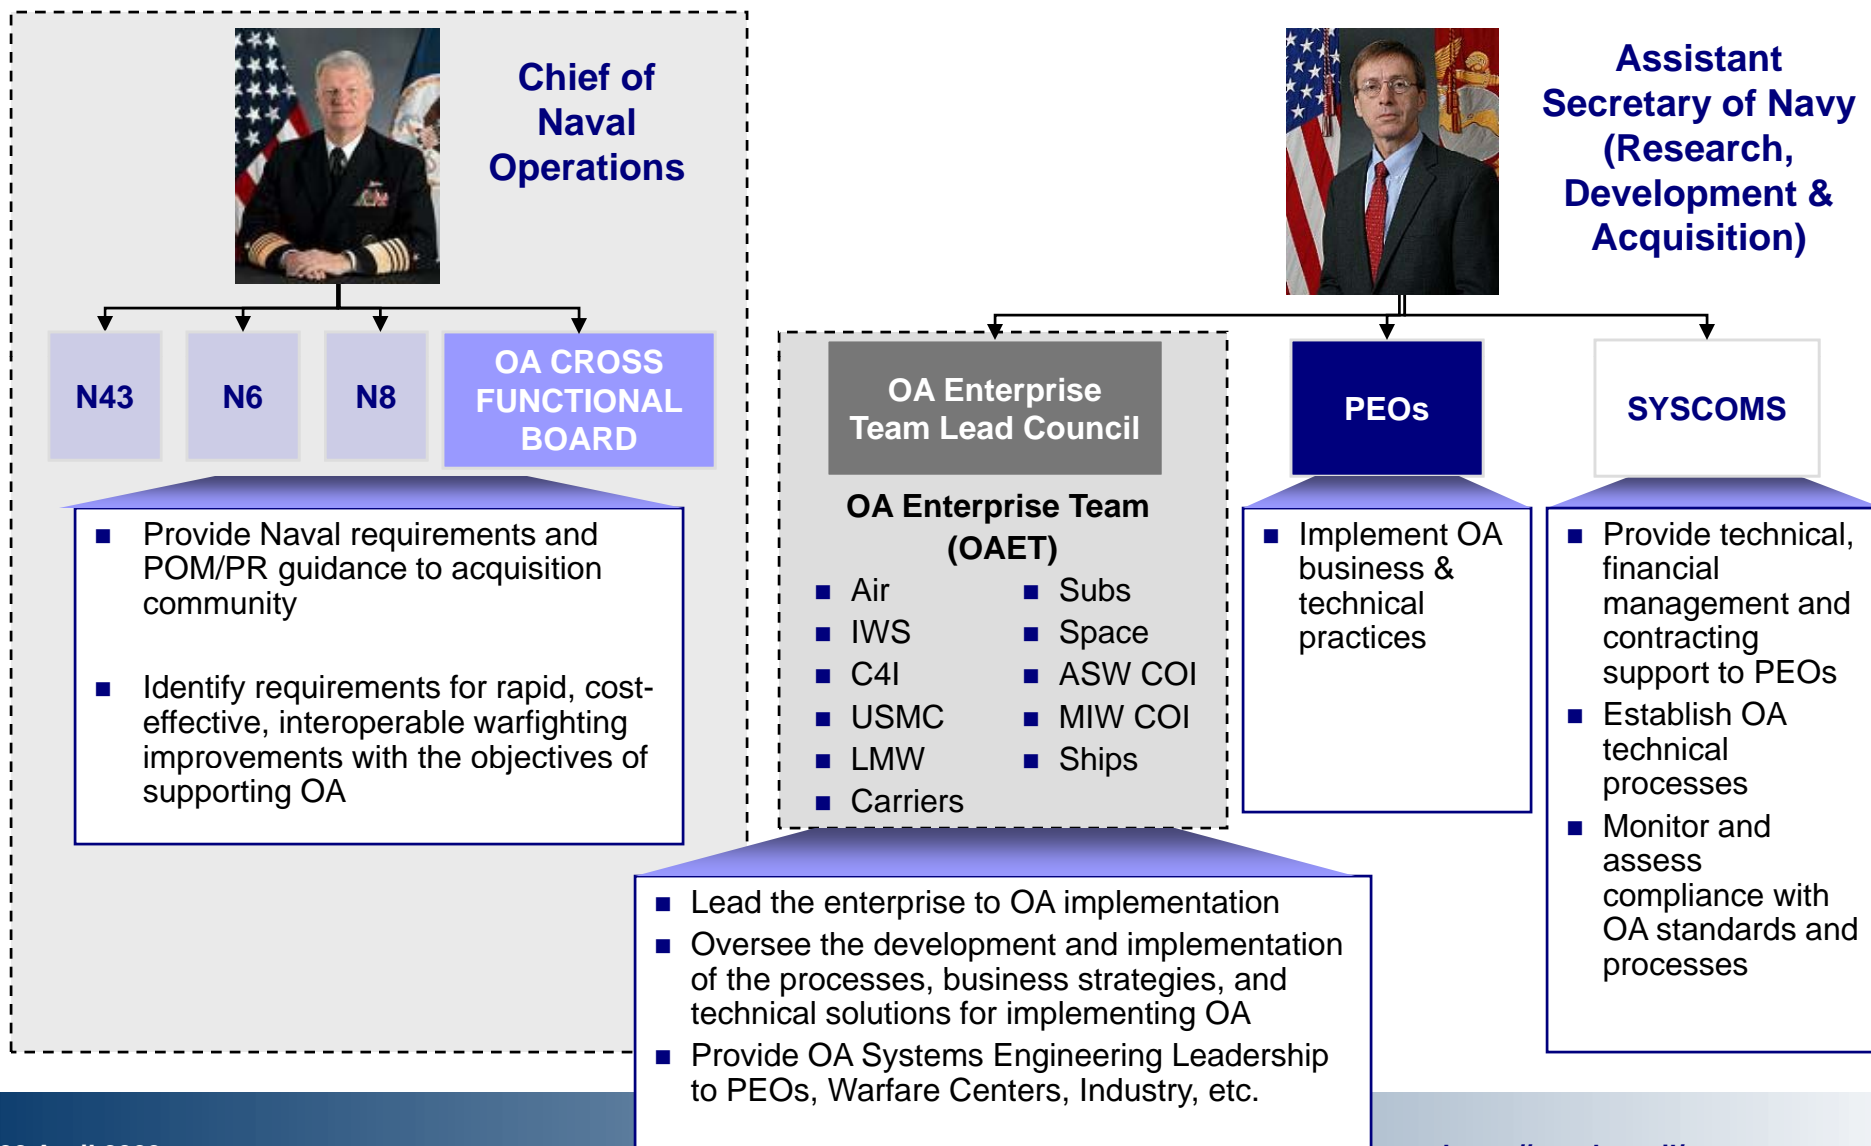 Chief of
Naval
Operations
Assistant
Secretary of Navy
(Research,
Development &
Acquisition)
N43
N6
N8
OA CROSS
FUNCTIONAL
BOARD
OA Enterprise
Team Lead Council
PEOs
SYSCOMS
■ Provide Naval requirements and
POM/PR guidance to acquisition
community
■ Identify requirements for rapid, cost-
effective, interoperable warfighting
improvements with the objectives of
supporting OA
OA Enterprise Team
(OAET)
■ Air
■ IWS
■ C4I
■ USMC
■ LMW
■ Carriers
■ Subs
■ Space
■ ASW COI
■ MIW COI
■ Ships
■ Implement OA
business &
technical
practices
■ Provide technical,
financial
management and
contracting
support to PEOs
■ Establish OA
technical
processes
■ Monitor and
assess
compliance with
OA standards and
processes
■ Lead the enterprise to OA implementation
■ Oversee the development and implementation
of the processes, business strategies, and
technical solutions for implementing OA
■ Provide OA Systems Engineering Leadership
to PEOs, Warfare Centers, Industry, etc.